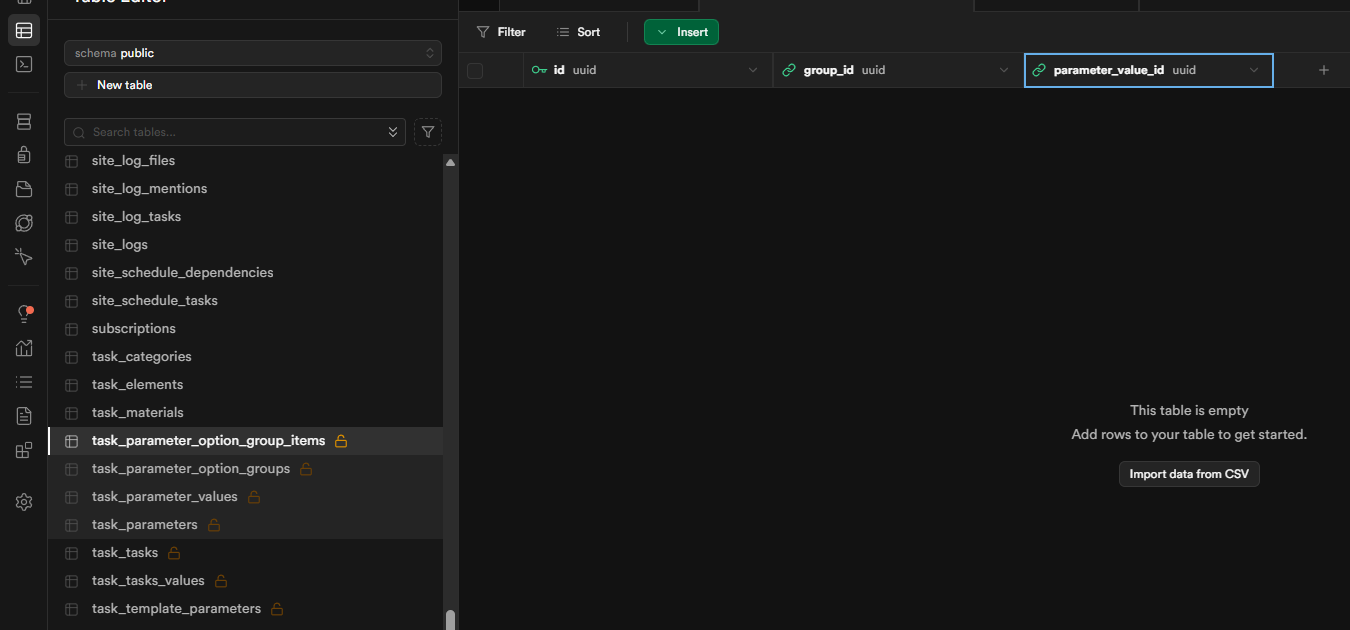 Table Editor
schema public
New table
Search tables...
site_log_files
site_log_mentions
site_log_tasks
site_logs
site_schedule_dependencies
site_schedule_tasks
subscriptions
task_categories
task_elements
task_materials
task_parameter_option_group_items
task_parameter_option_groups
task_parameter_values
task_parameters
task_tasks
task_tasks_values
task_template_parameters
Filter
Sort
Insert
id uuid
group_id uuid
parameter_value_id uuid
This table is empty
Add rows to your table to get started.
Import data from CSV